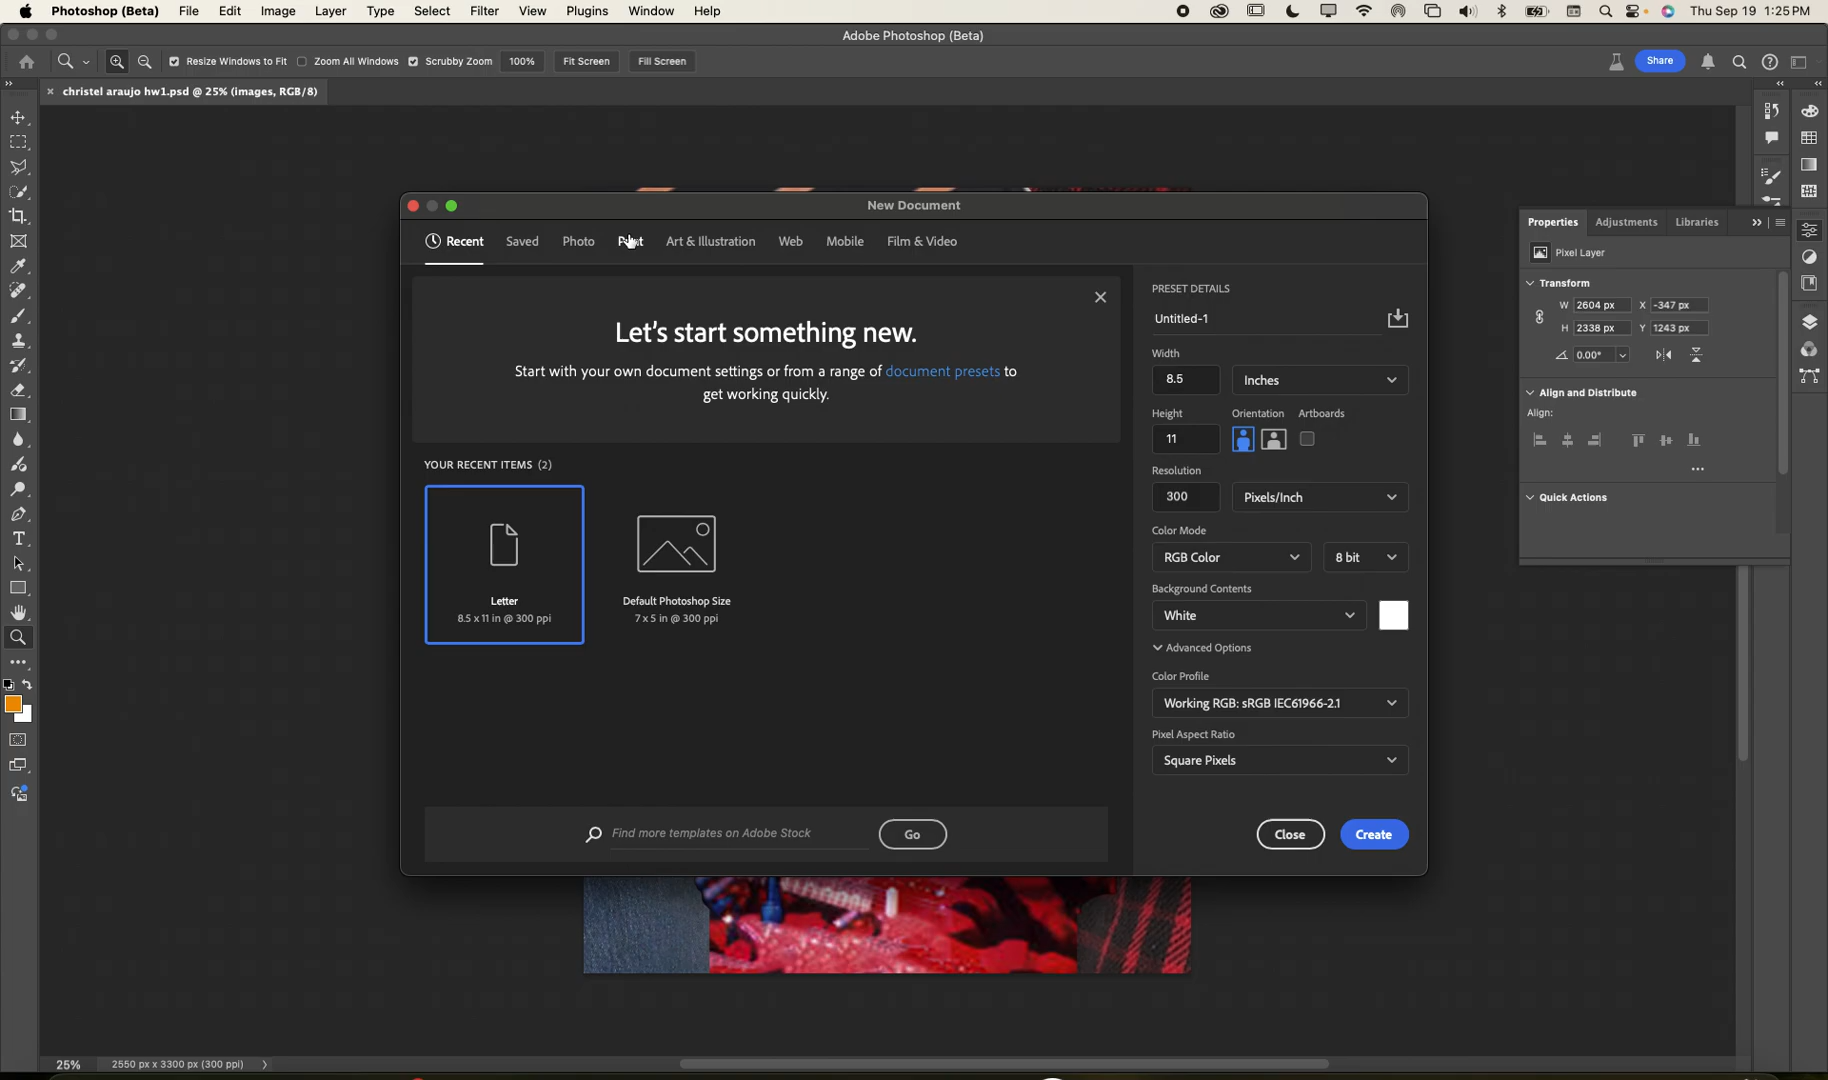 Photoshop (Beta) File Edit Image Layer Type Select Filter View Plugins Window Help Thu Sep 19 1:25 PM
Adobe Photoshop (Beta)
Resize Windows to Fit Zoom All Windows Scrubby Zoom 100% Fit Screen Fill Screen Share
christel araujo hw1.psd @ 25% (images, RGB/8)
New Document
Recent Saved Photo Print Art & Illustration Web Mobile Film & Video
Let's start something new.
Start with your own document settings or from a range of document presets to
get working quickly.
YOUR RECENT ITEMS (2)
Letter
8.5 x 11 in @ 300 ppi
Default Photoshop Size
7 x 5 in @ 300 ppi
Find more templates on Adobe Stock Go
PRESET DETAILS
Untitled-1
Width
8.5 Inches
Height Orientation Artboards
11
Resolution
300 Pixels/Inch
Color Mode
RGB Color 8 bit
Background Contents
White
Advanced Options
Color Profile
Working RGB: sRGB IEC61966-2.1
Pixel Aspect Ratio
Square Pixels
Close Create
Properties Adjustments Libraries
Pixel Layer
Transform
W 2604 px X -347 px
H 2338 px Y 1243 px
0.00°
Align and Distribute
Align:
Quick Actions
25% 2550 px x 3300 px (300 ppi)